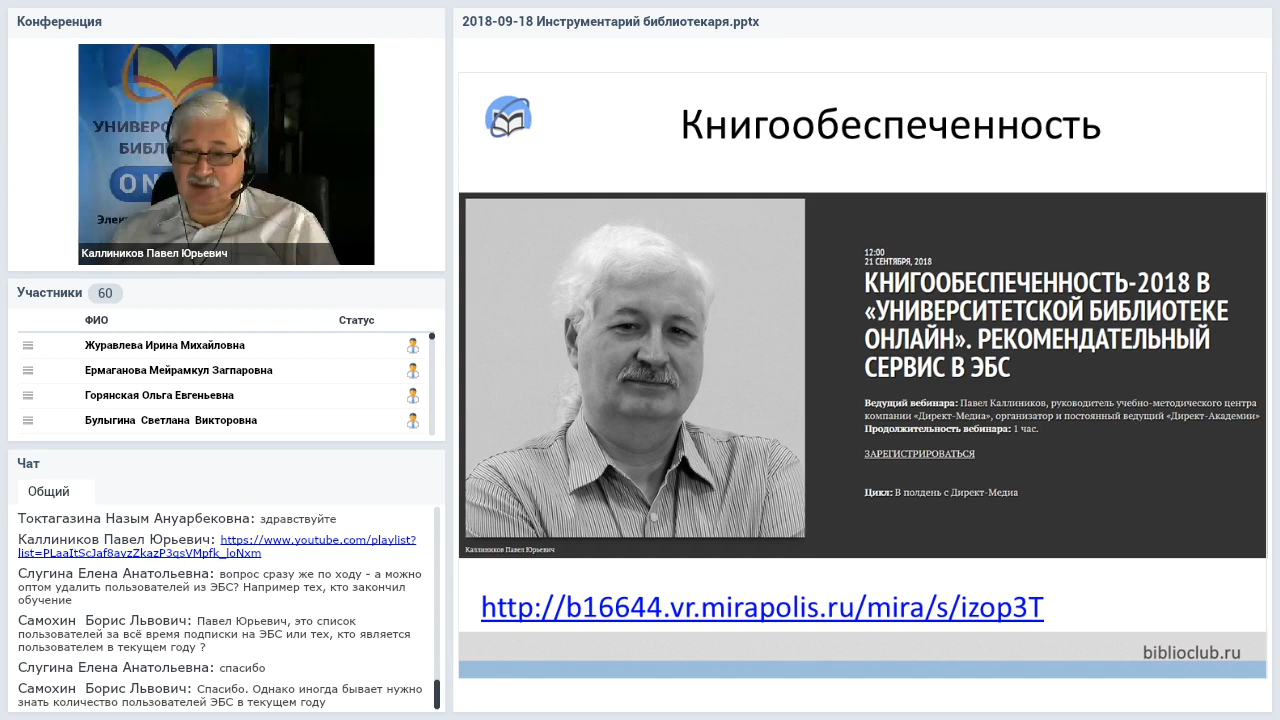 Конференция
УНИВЕРС
БИБЛ
ON
Элек
Каллиников Павел Юрьевич
Участники 60
ФИО Статус
Журавлева Ирина Михайловна
Ермаганова Мейрамкул Загпаровна
Горянская Ольга Евгеньевна
Булыгина Светлана Викторовна
Чат
Общий
Токтагазина Назым Ануарбековна: здравствуйте
Каллиников Павел Юрьевич: https://www.youtube.com/playlist?
list=PLaaItScJaf8avzZkazP3qsVMpfk_loNxm
Слугина Елена Анатольевна: вопрос сразу же по ходу - а можно
оптом удалить пользователей из ЭБС? Например тех, кто закончил
обучение
Самохин Борис Львович: Павел Юрьевич, это список
пользователей за всё время подписки на ЭБС или тех, кто является
пользователем в текущем году ?
Слугина Елена Анатольевна: спасибо
Самохин Борис Львович: Спасибо. Однако иногда бывает нужно
знать количество пользователей ЭБС в текущем году
2018-09-18 Инструментарий библиотекаря.pptx
Книгообеспеченность
12:00
21 СЕНТЯБРЯ, 2018
КНИГООБЕСПЕЧЕННОСТЬ-2018 В
«УНИВЕРСИТЕТСКОЙ БИБЛИОТЕКЕ
ОНЛАЙН». РЕКОМЕНДАТЕЛЬНЫЙ
СЕРВИС В ЭБС
Ведущий вебинара: Павел Каллиников, руководитель учебно-методического центра
компании «Директ-Медиа», организатор и постоянный ведущий «Директ-Академии»
Продолжительность вебинара: 1 час.
ЗАРЕГИСТРИРОВАТЬСЯ
Цикл: В полдень с Директ-Медиа
Каллиников Павел Юрьевич
http://b16644.vr.mirapolis.ru/mira/s/izop3T
biblioclub.ru